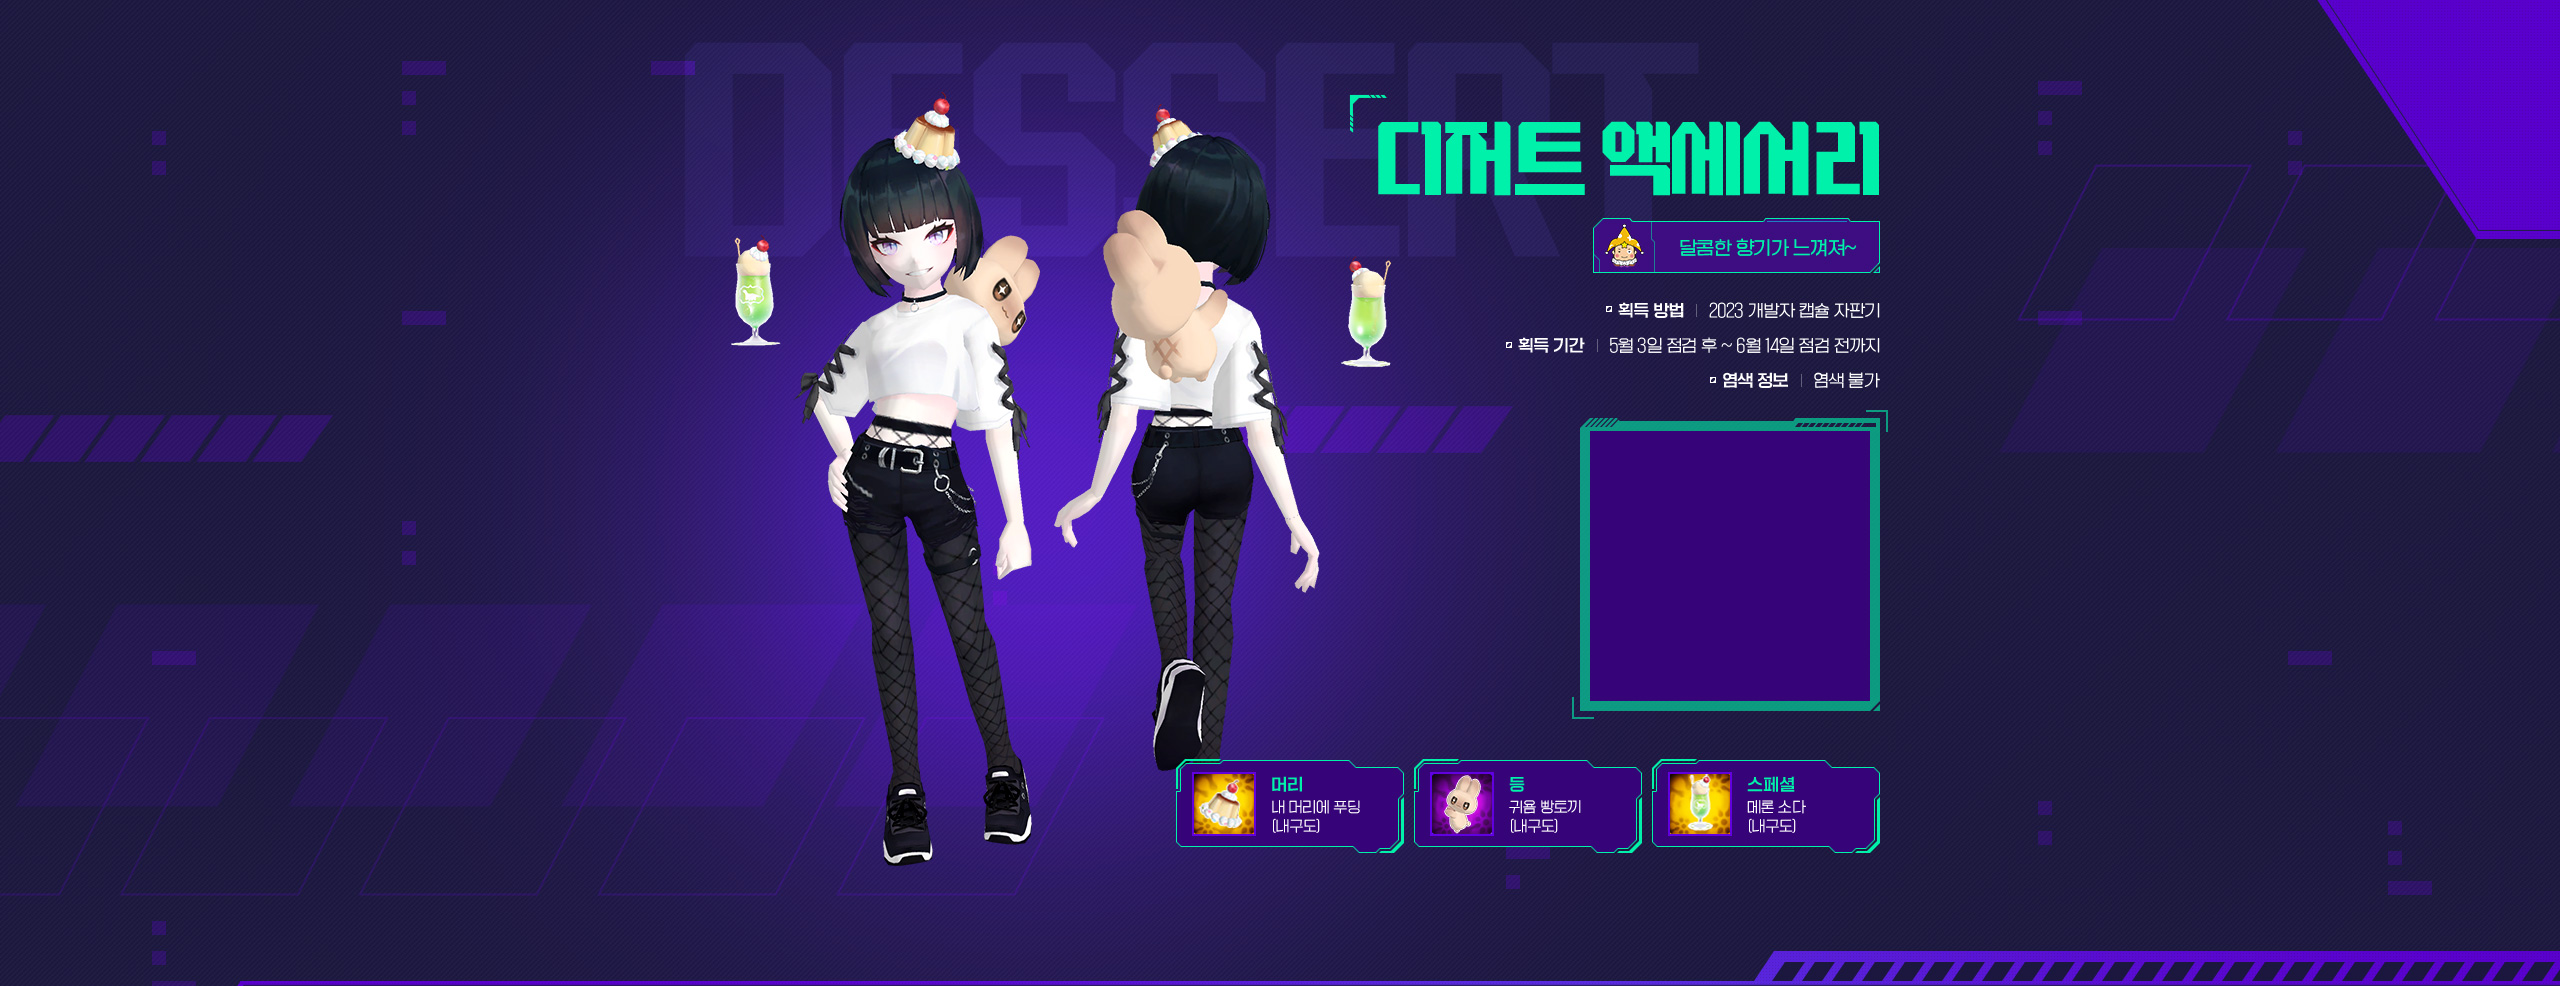 DESSERT
디저트 액세서리
달콤한 향기가 느껴져~
획득 방법 | 2023 개발자 캡슐 자판기
획득 기간 | 5월 3일 점검 후 ~ 6월 14일 점검 전까지
염색 정보 | 염색 불가
머리
내 머리에 푸딩
(내구도)
등
귀욤 빵토끼
(내구도)
스페셜
메론 소다
(내구도)